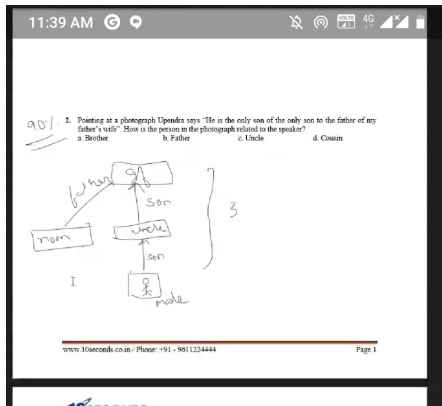 11:39 AM
VOLTE 4G
90%. 2. Pointing at a photograph Upendra says "He is the only son of the only son to the father of my
father's wife". How is the person in the photograph related to the speaker?
a. Brother b. Father c. Uncle d. Cousin
father
gf
son
mom
uncle
3
son
I
male
www.10seconds.co.in / Phone: +91 - 9611224444 Page 1